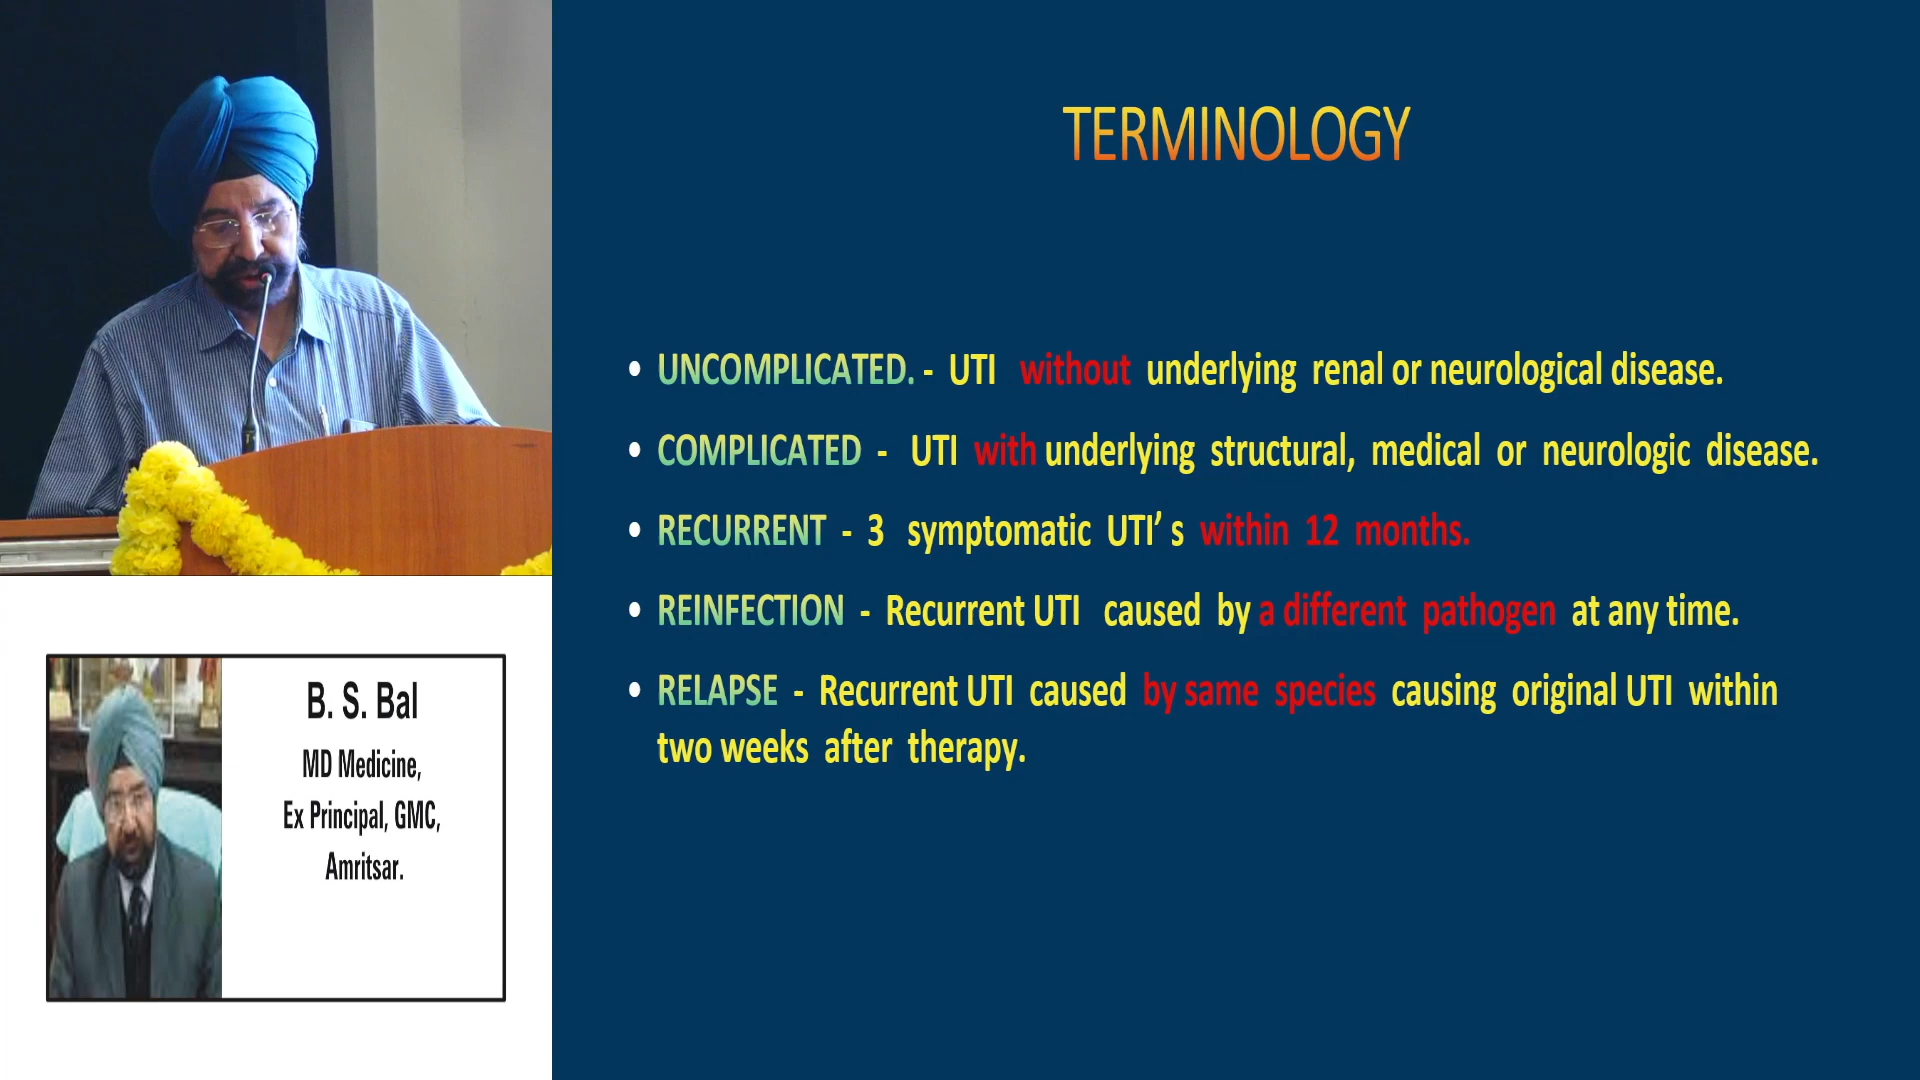 TERMINOLOGY
• UNCOMPLICATED. - UTI without underlying renal or neurological disease.
• COMPLICATED - UTI with underlying structural, medical or neurologic disease.
• RECURRENT - 3 symptomatic UTI’ s within 12 months.
• REINFECTION - Recurrent UTI caused by a different pathogen at any time.
• RELAPSE - Recurrent UTI caused by same species causing original UTI within
two weeks after therapy.
B. S. Bal
MD Medicine,
Ex Principal, GMC,
Amritsar.